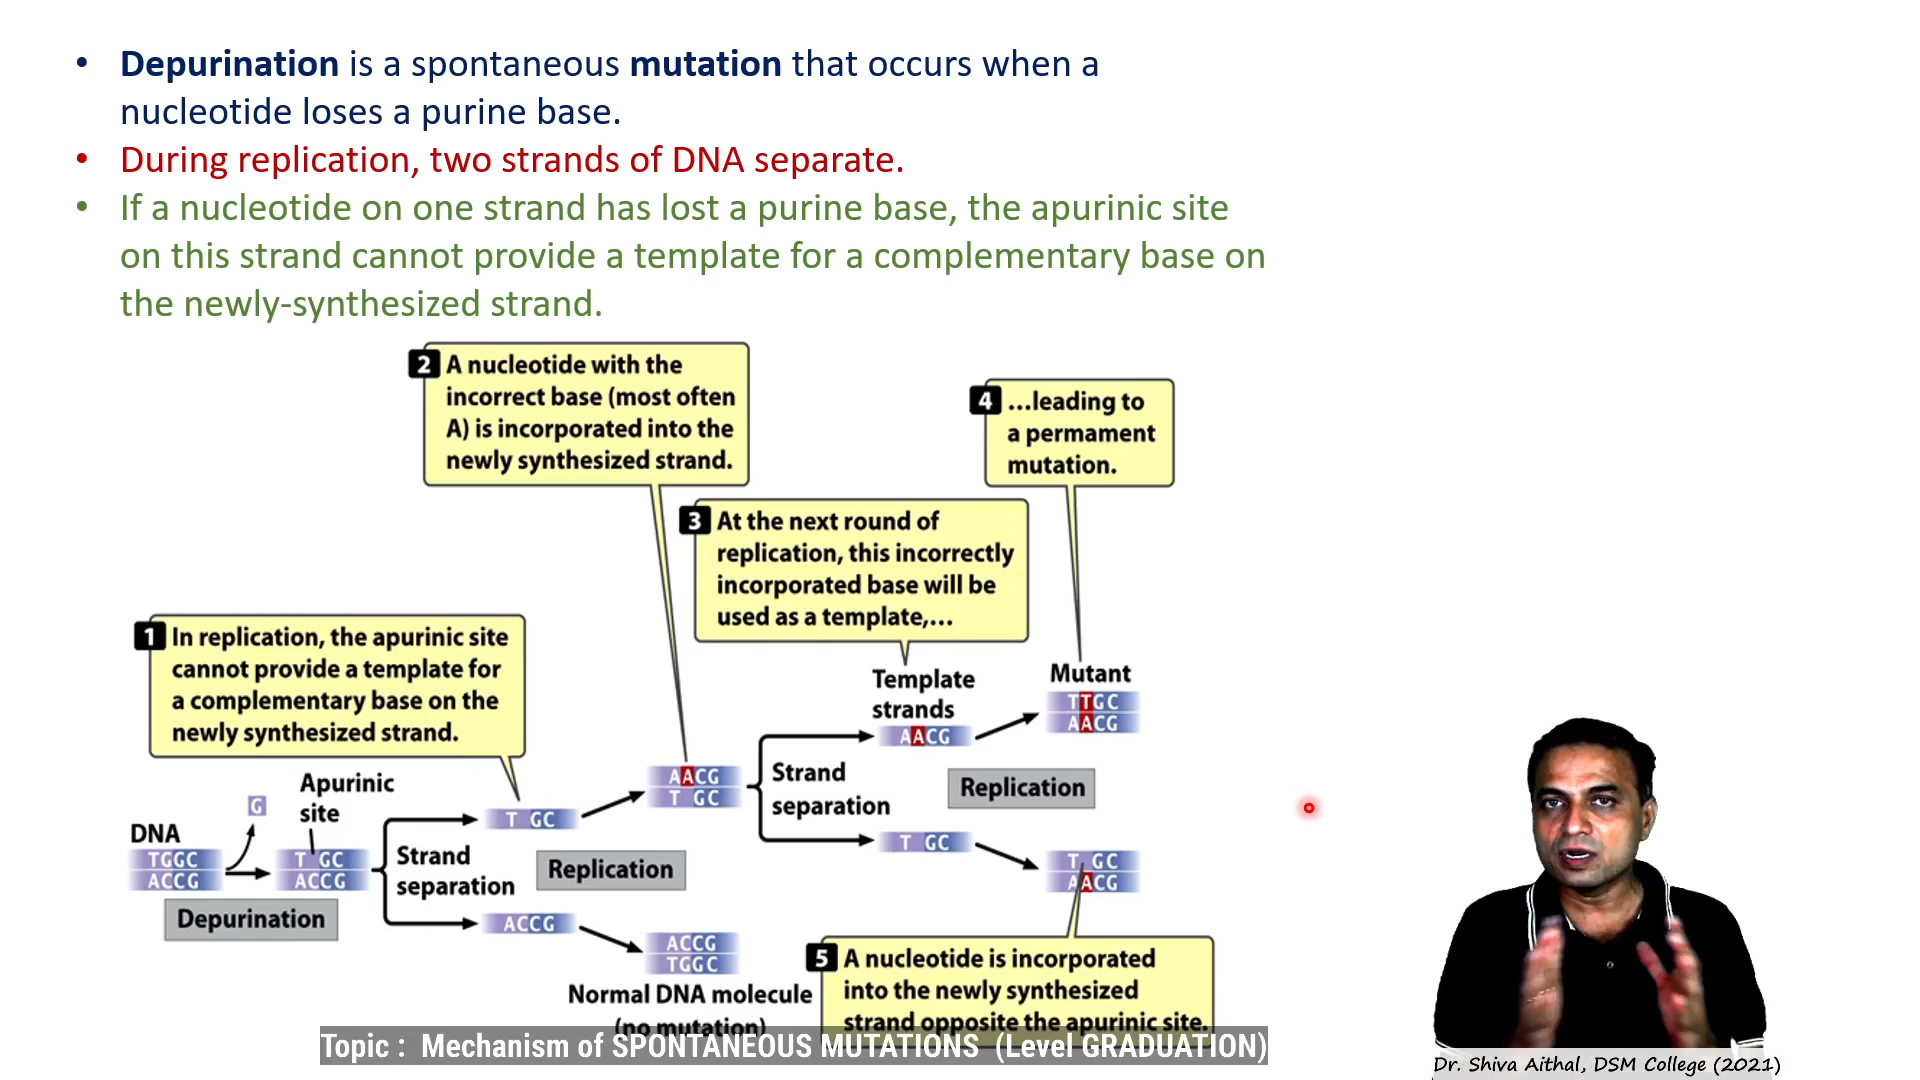 • Depurination is a spontaneous mutation that occurs when a
nucleotide loses a purine base.
• During replication, two strands of DNA separate.
• If a nucleotide on one strand has lost a purine base, the apurinic site
on this strand cannot provide a template for a complementary base on
the newly-synthesized strand.
2 A nucleotide with the
incorrect base (most often
A) is incorporated into the
newly synthesized strand.
4 ...leading to
a permament
mutation.
3 At the next round of
replication, this incorrectly
incorporated base will be
used as a template,...
1 In replication, the apurinic site
cannot provide a template for
a complementary base on the
newly synthesized strand.
Template
strands
AACG
Mutant
TTGC
AACG
AACG
T GC
Strand
separation
Replication
Apurinic
site
G
DNA
TGGC
ACCG
T GC
ACCG
Depurination
T GC
Strand
separation
Replication
T GC
T GC
AACG
ACCG
ACCG
TGGC
Normal DNA molecule
(no mutation)
5 A nucleotide is incorporated
into the newly synthesized
strand opposite the apurinic site.
Topic : Mechanism of SPONTANEOUS MUTATIONS (Level GRADUATION)
Dr. Shiva Aithal, DSM College (2021)